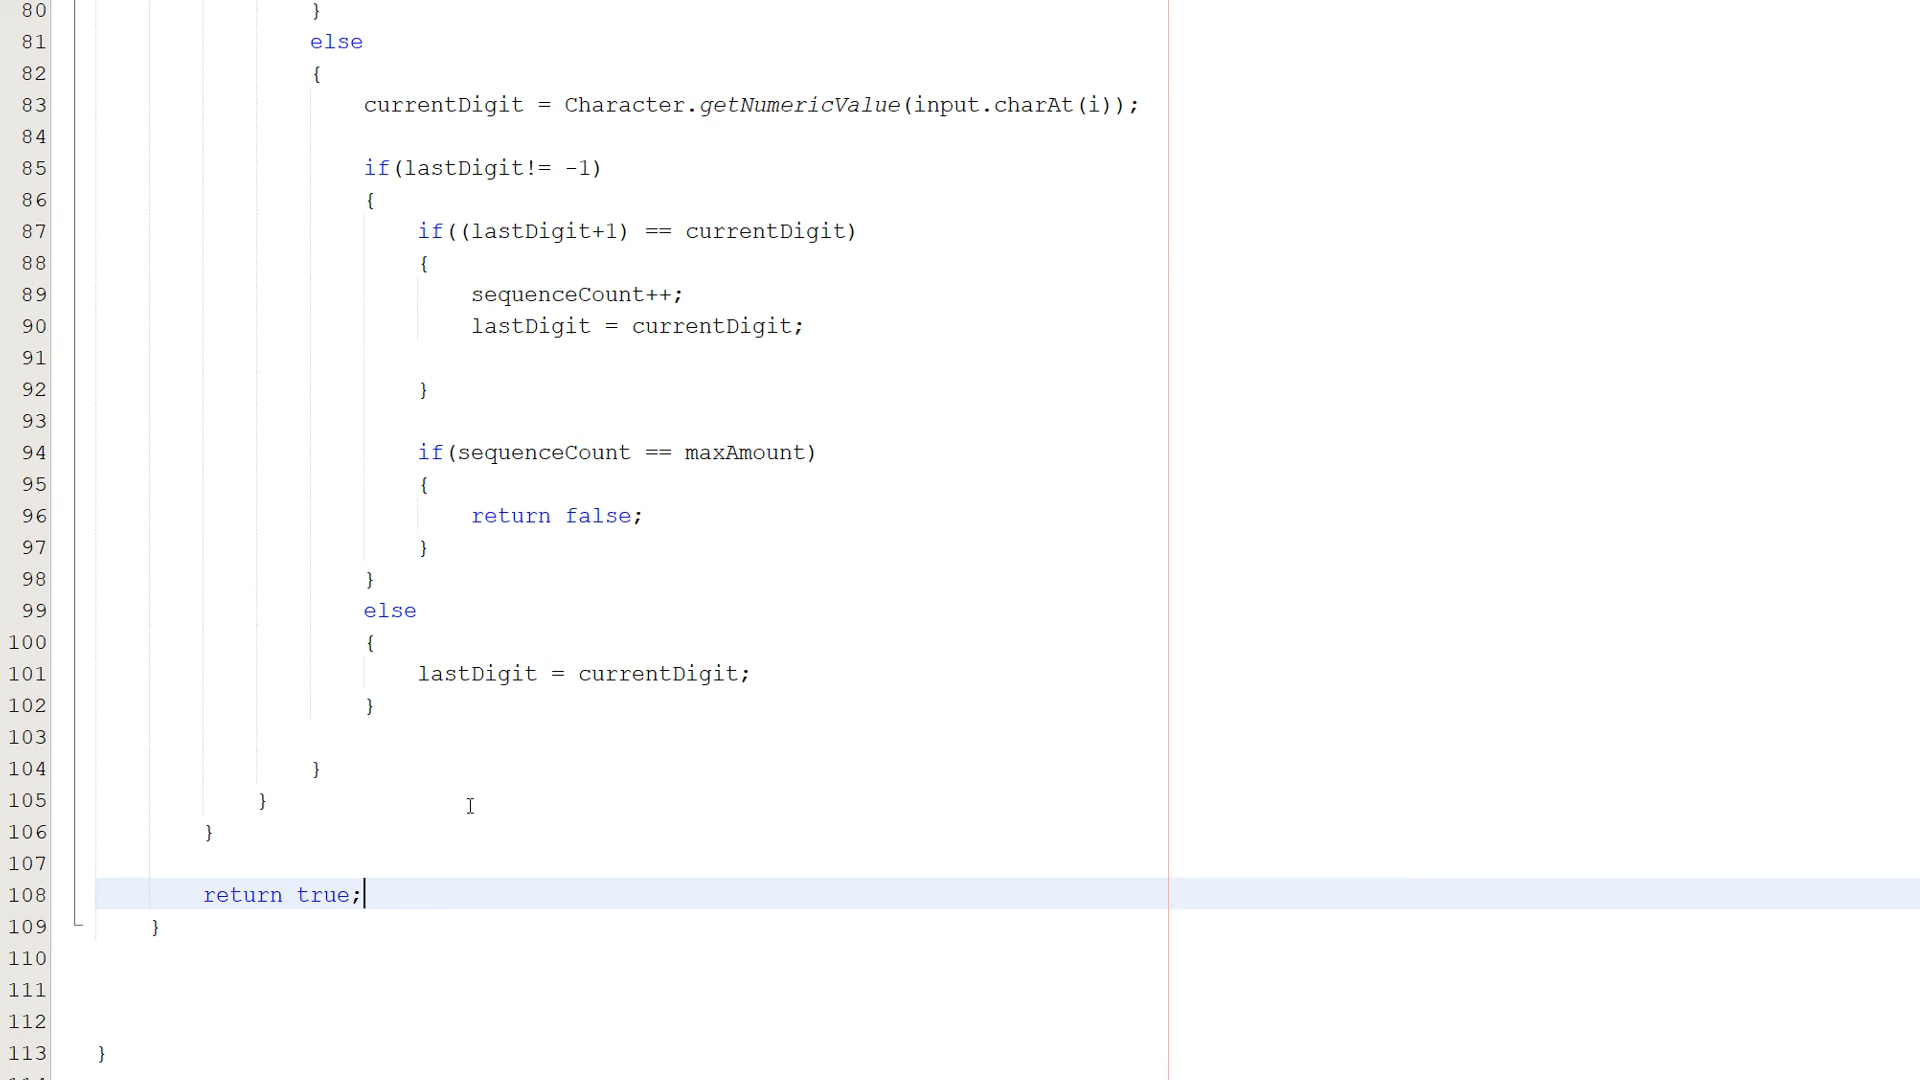 80 }
81 else
82 {
83 currentDigit = Character.getNumericValue(input.charAt(i));
84
85 if(lastDigit!= -1)
86 {
87 if((lastDigit+1) == currentDigit)
88 {
89 sequenceCount++;
90 lastDigit = currentDigit;
91
92 }
93
94 if(sequenceCount == maxAmount)
95 {
96 return false;
97 }
98 }
99 else
100 {
101 lastDigit = currentDigit;
102 }
103
104 }
105 }
106 }
107
108 return true;
109 }
110
111
112
113 }